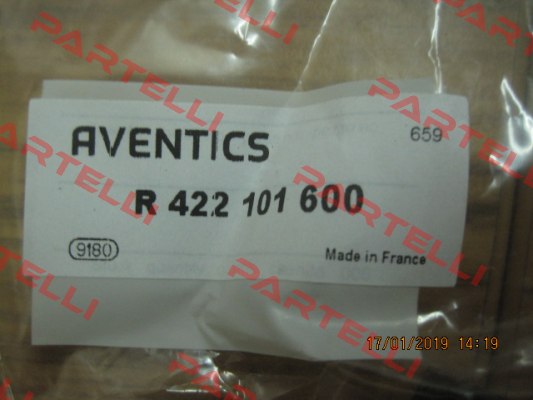 PARTELLI
PARTELLI
AVENTICS
659
PARTELLI
R 422 101 600
PARTELLI
9180
Made in France
PARTELLI
PARTELLI
17/01/2019 14:19
PARTELLI